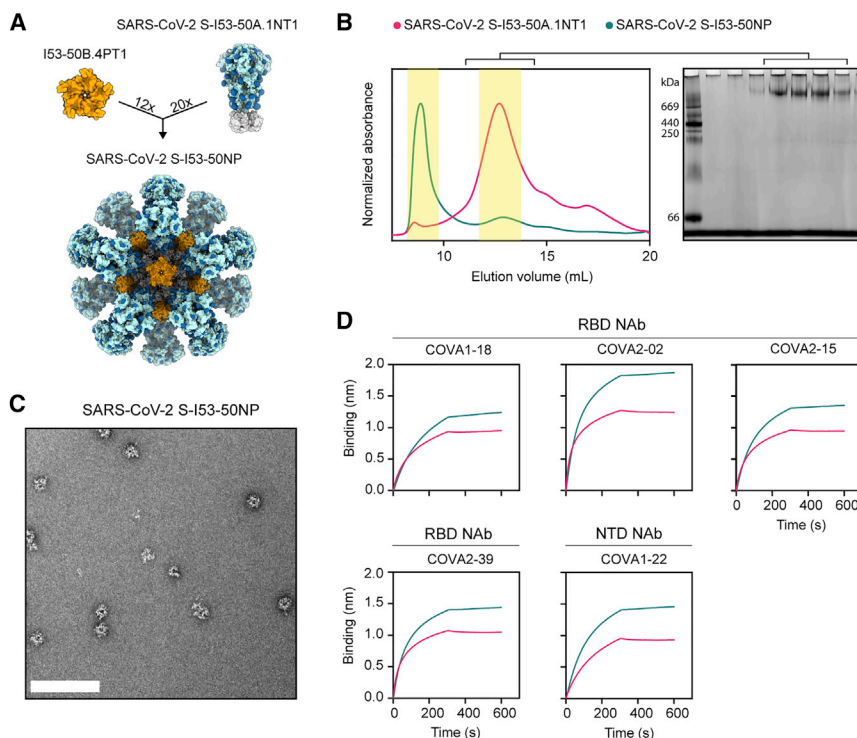 A
SARS-CoV-2 S-I53-50A.1NT1
I53-50B.4PT1
12x
20x
SARS-CoV-2 S-I53-50NP
B
SARS-CoV-2 S-I53-50A.1NT1
SARS-CoV-2 S-I53-50NP
Normalized absorbance
10
15
20
Elution volume (mL)
kDa
669
440
250
66
C
SARS-CoV-2 S-I53-50NP
D
RBD NAb
COVA1-18
COVA2-02
COVA2-15
Binding (nm)
2.0
1.5
1.0
0.5
0.0
0 200 400 600
Time (s)
RBD NAb
NTD NAb
COVA2-39
COVA1-22
Binding (nm)
2.0
1.5
1.0
0.5
0.0
0 200 400 600
Time (s)
0 200 400 600
Time (s)